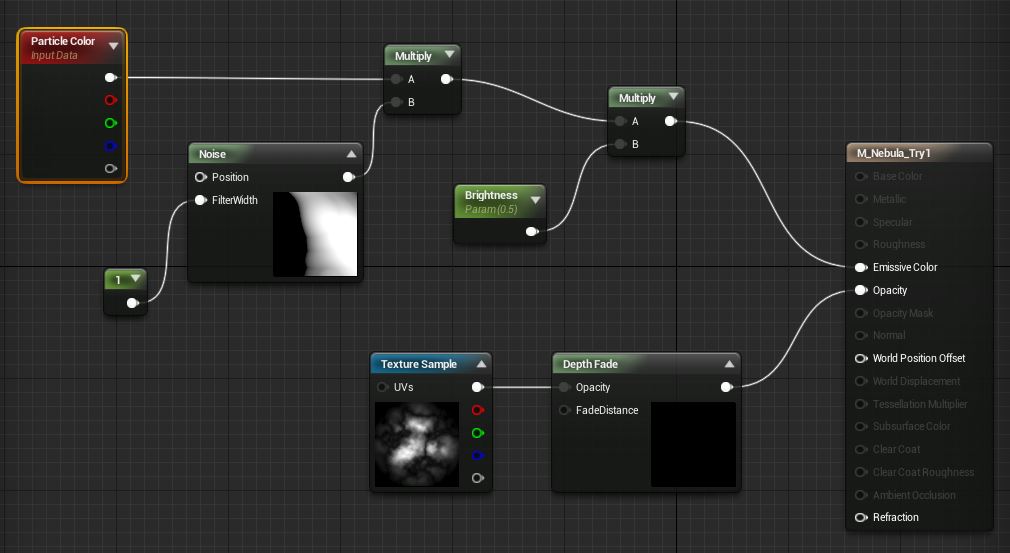 Particle Color
Input Data
Multiply
A
B
Multiply
A
B
Noise
Position
FilterWidth
Brightness
Param (0.5)
1
Texture Sample
UVs
Depth Fade
Opacity
FadeDistance
M_Nebula_Try1
Base Color
Metallic
Specular
Roughness
Emissive Color
Opacity
Opacity Mask
Normal
World Position Offset
World Displacement
Tessellation Multiplier
Subsurface Color
Clear Coat
Clear Coat Roughness
Ambient Occlusion
Refraction